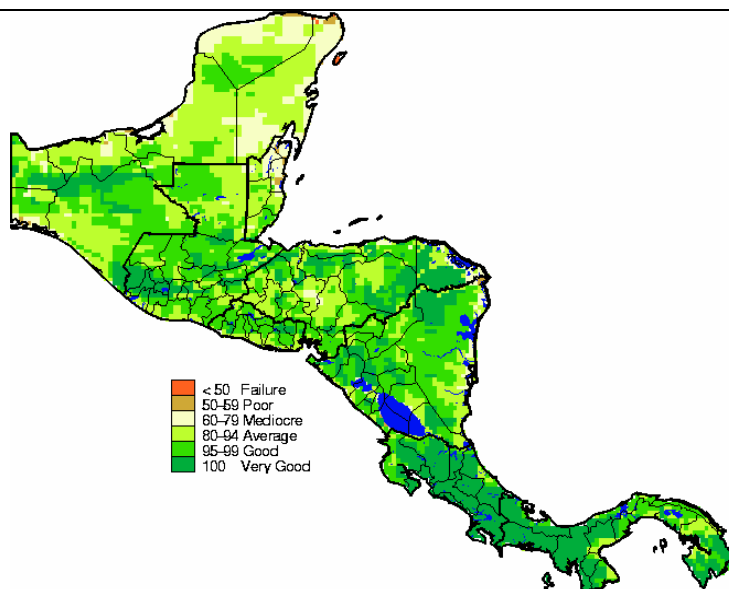 < 50 Failure
50-59 Poor
60-79 Mediocre
80-94 Average
95-99 Good
100 Very Good